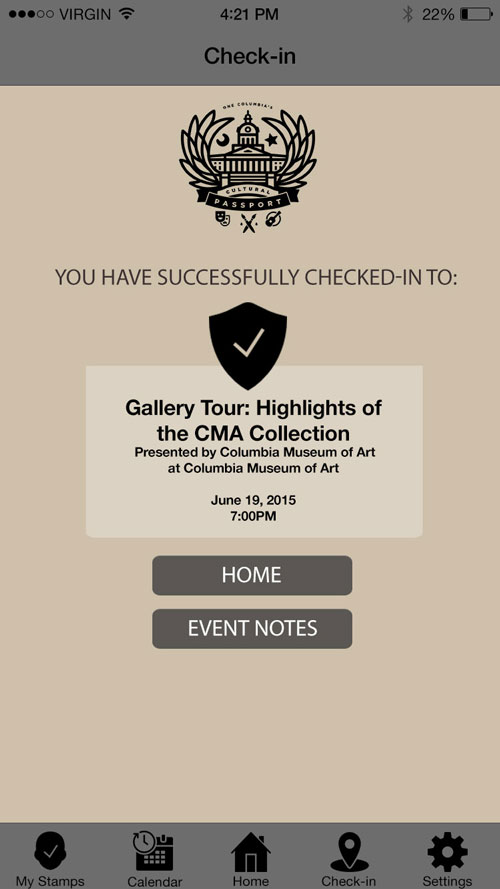 VIRGIN 4:21 PM 22%
Check-in
ONE COLUMBIA'S
CULTURAL
PASSPORT
YOU HAVE SUCCESSFULLY CHECKED-IN TO:
Gallery Tour: Highlights of
the CMA Collection
Presented by Columbia Museum of Art
at Columbia Museum of Art
June 19, 2015
7:00PM
HOME
EVENT NOTES
My Stamps Calendar Home Check-in Settings